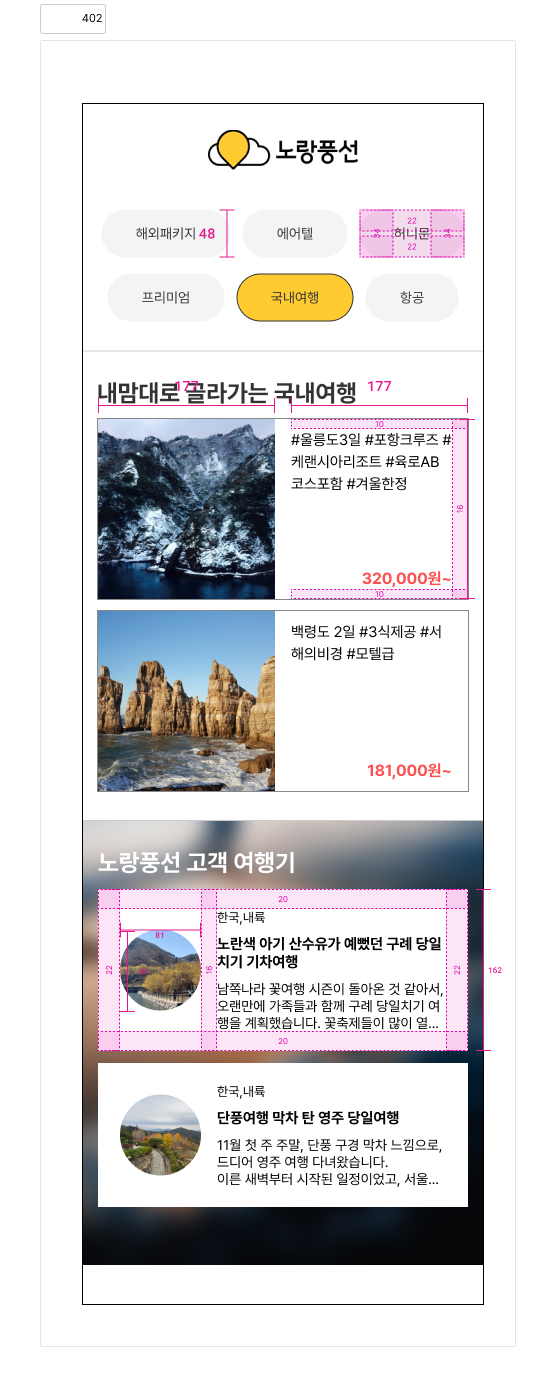 402
노랑풍선
해외패키지 48
에어텔
허니문
22
34
34
22
프리미엄
국내여행
항공
내맘대로 골라가는 국내여행
177
177
10
#울릉도3일 #포항크루즈 #
케랜시아리조트 #육로AB
코스포함 #겨울한정
16
320,000원~
10
백령도 2일 #3식제공 #서
해의비경 #모텔급
181,000원~
노랑풍선 고객 여행기
20
한국,내륙
81
노란색 아기 산수유가 예뻤던 구례 당일
치기 기차여행
22
81
16
22
162
남쪽나라 꽃여행 시즌이 돌아온 것 같아서,
오랜만에 가족들과 함께 구례 당일치기 여
행을 계획했습니다. 꽃축제들이 많이 열...
20
한국,내륙
단풍여행 막차 탄 영주 당일여행
11월 첫 주 주말, 단풍 구경 막차 느낌으로,
드디어 영주 여행 다녀왔습니다.
이른 새벽부터 시작된 일정이었고, 서울...